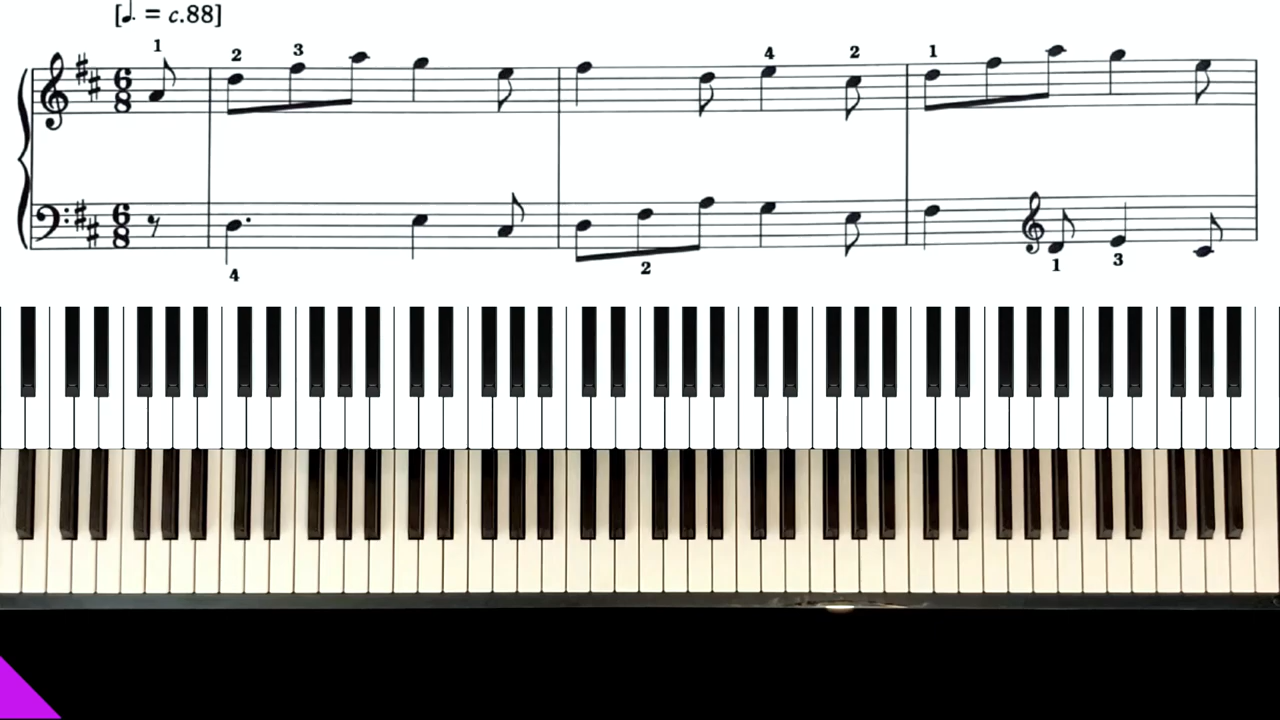 [♩. = c.88]
1 2 3 4 2 1
6 6
8 8
4 2 1 3